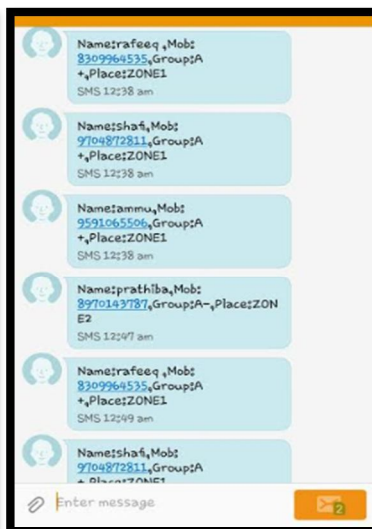 Name:rafeeq ,Mob:
8309964535,Group:A
+,Place:ZONE1
SMS 12:38 am
Name:shafi,Mob:
9704872811,Group:A
+,Place:ZONE1
SMS 12:38 am
Name:ammu,Mob:
9591065506,Group:A
+,Place:ZONE1
SMS 12:38 am
Name:prathiba,Mob:
8970143787,Group:A-,Place:ZON
E2
SMS 12:47 am
Name:rafeeq ,Mob:
8309964535,Group:A
+,Place:ZONE1
SMS 12:49 am
Name:shafi,Mob:
9704872811,Group:A
+,Place:ZONE1
Enter message
2